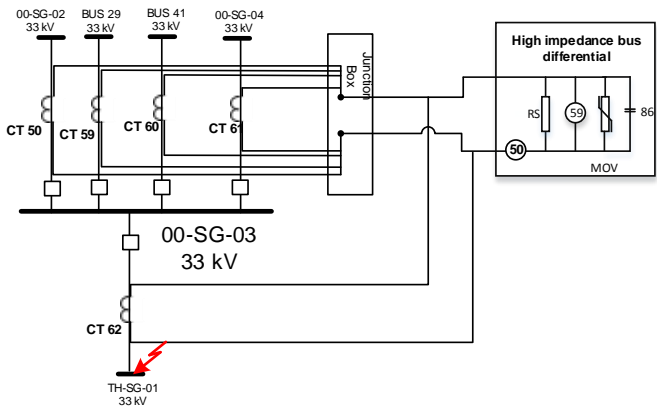 00-SG-02
33 kV
BUS 29
33 kV
BUS 41
33 kV
00-SG-04
33 kV
Junction
Box
High impedance bus
differential
CT 50
CT 59
CT 60
CT 61
RS
59
86
50
MOV
00-SG-03
33 kV
CT 62
TH-SG-01
33 kV